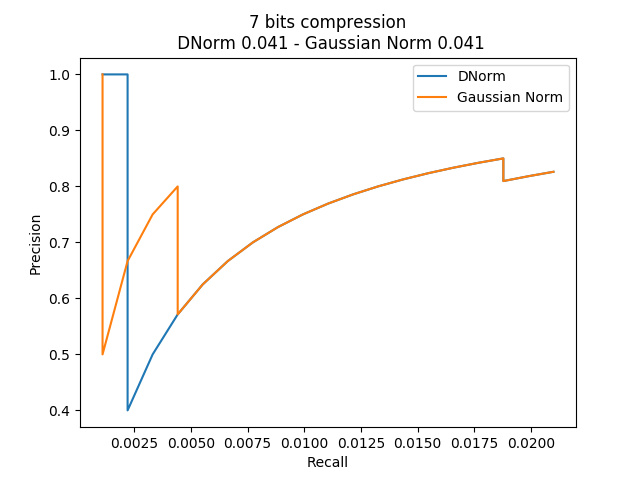 7 bits compression
DNorm 0.041 - Gaussian Norm 0.041
DNorm
Gaussian Norm
1.0
0.9
0.8
0.7
0.6
0.5
0.4
Precision
0.0025 0.0050 0.0075 0.0100 0.0125 0.0150 0.0175 0.0200
Recall